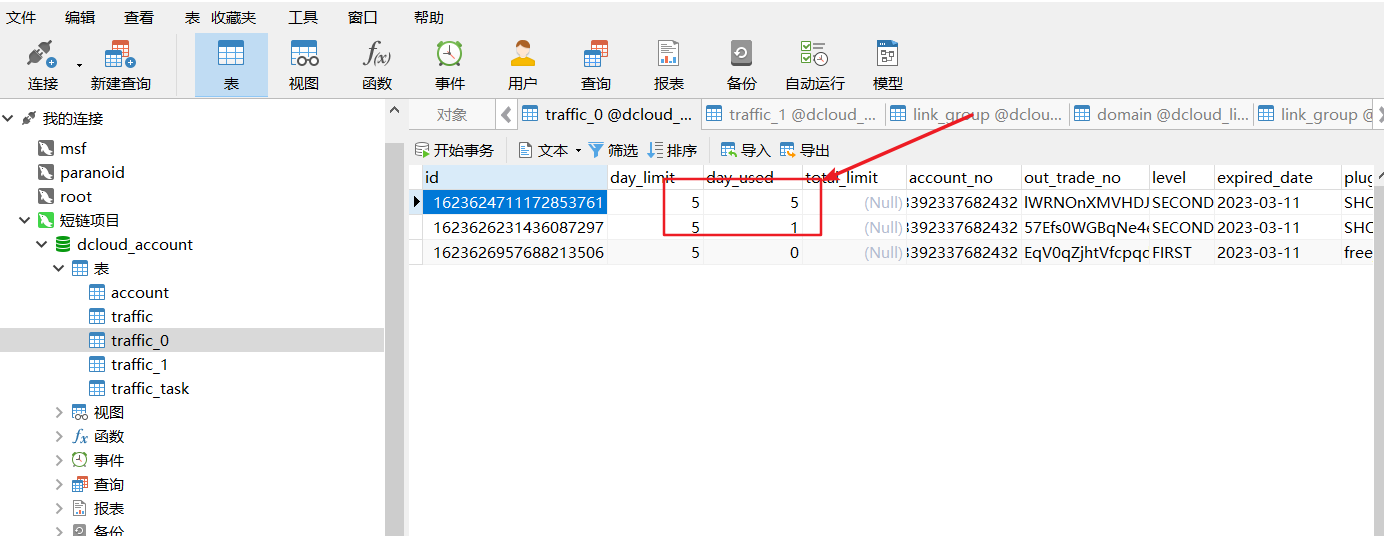 文件 编辑 查看 表 收藏夹 工具 窗口 帮助
连接 新建查询 表 视图 f(x) 函数 事件 用户 查询 报表 备份 自动运行 模型
我的连接
msf
paranoid
root
短链项目
dcloud_account
表
account
traffic
traffic_0
traffic_1
traffic_task
视图
fx 函数
事件
查询
报表
备份
对象 traffic_0 @dcloud_... traffic_1 @dcloud_... link_group @dclou... domain @dcloud_li... link_group @
开始事务 文本 筛选 排序 导入 导出
id day_limit day_used total_limit account_no out_trade_no level expired_date plug
1623624711172853761 5 5 (Null) 3392337682432 lWRNOnXMVHDJ SECOND 2023-03-11 SHO
1623626231436087297 5 1 (Null) 3392337682432 57Efs0WGBqNe4 SECOND 2023-03-11 SHO
1623626957688213506 5 0 (Null) 3392337682432 EqV0qZjhtVfcpqc FIRST 2023-03-11 free